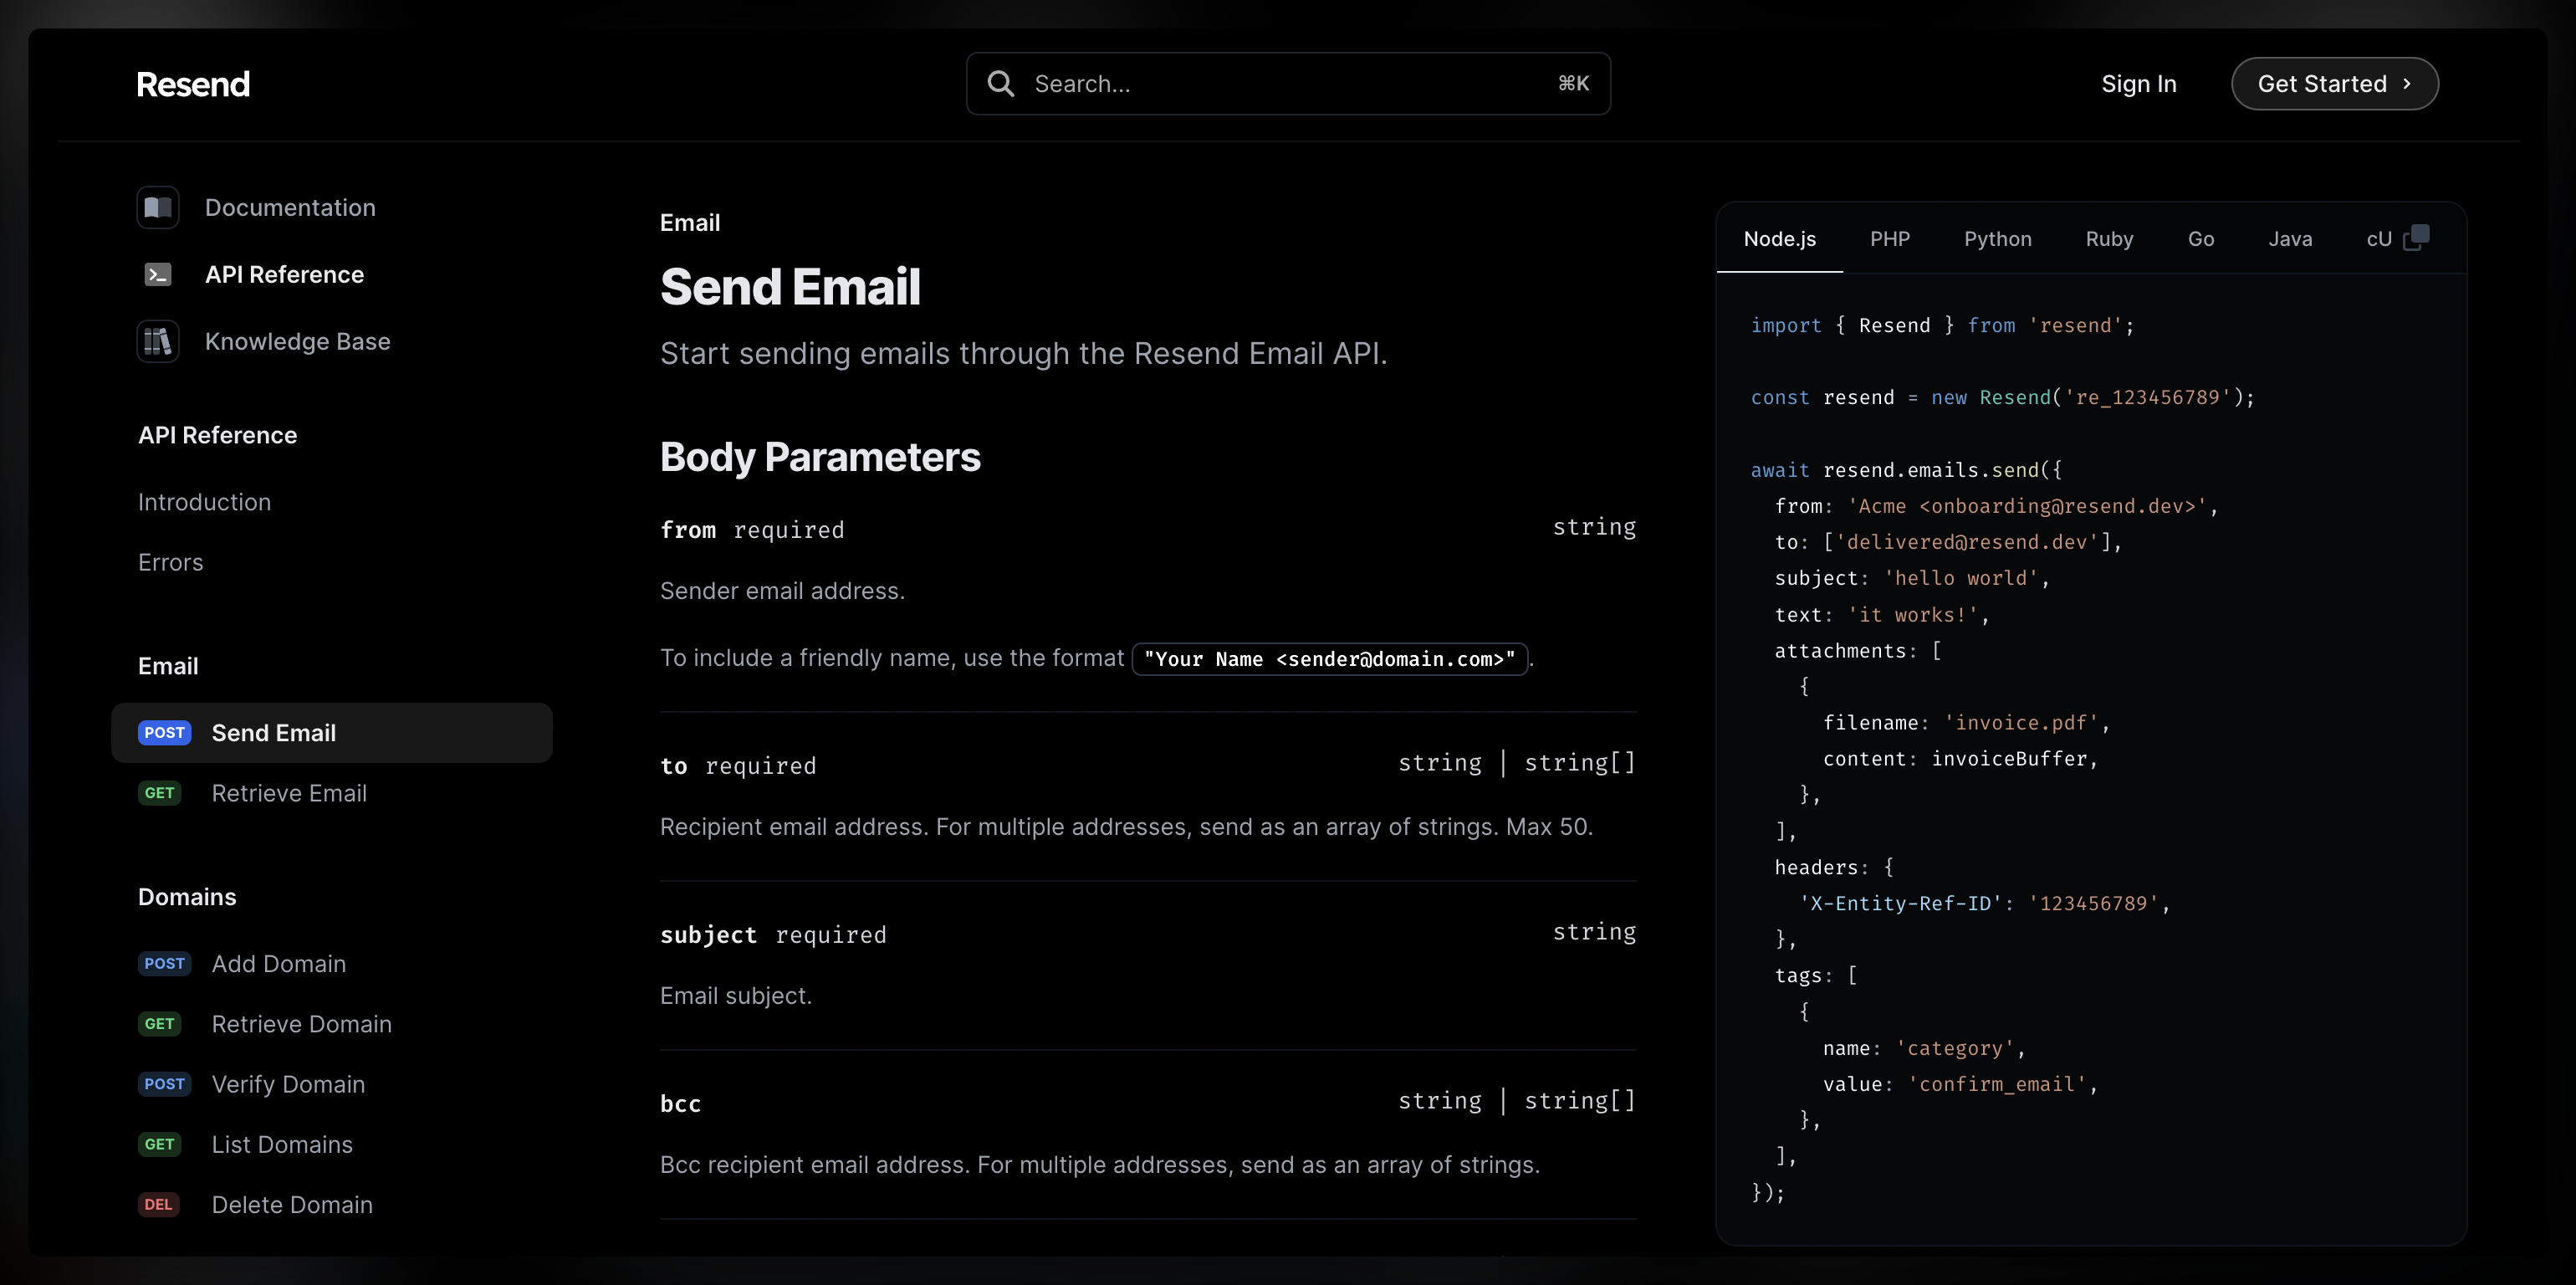 Resend
Search...
⌘K
Sign In
Get Started ›
Documentation
API Reference
Knowledge Base
API Reference
Introduction
Errors
Email
POST Send Email
GET Retrieve Email
Domains
POST Add Domain
GET Retrieve Domain
POST Verify Domain
GET List Domains
DEL Delete Domain
Email
Send Email
Start sending emails through the Resend Email API.
Body Parameters
from required string
Sender email address.
To include a friendly name, use the format "Your Name <sender@domain.com>".
to required string | string[]
Recipient email address. For multiple addresses, send as an array of strings. Max 50.
subject required string
Email subject.
bcc string | string[]
Bcc recipient email address. For multiple addresses, send as an array of strings.
Node.js PHP Python Ruby Go Java cU
import { Resend } from 'resend';
const resend = new Resend('re_123456789');
await resend.emails.send({
  from: 'Acme <onboarding@resend.dev>',
  to: ['delivered@resend.dev'],
  subject: 'hello world',
  text: 'it works!',
  attachments: [
    {
      filename: 'invoice.pdf',
      content: invoiceBuffer,
    },
  ],
  headers: {
    'X-Entity-Ref-ID': '123456789',
  },
  tags: [
    {
      name: 'category',
      value: 'confirm_email',
    },
  ],
});